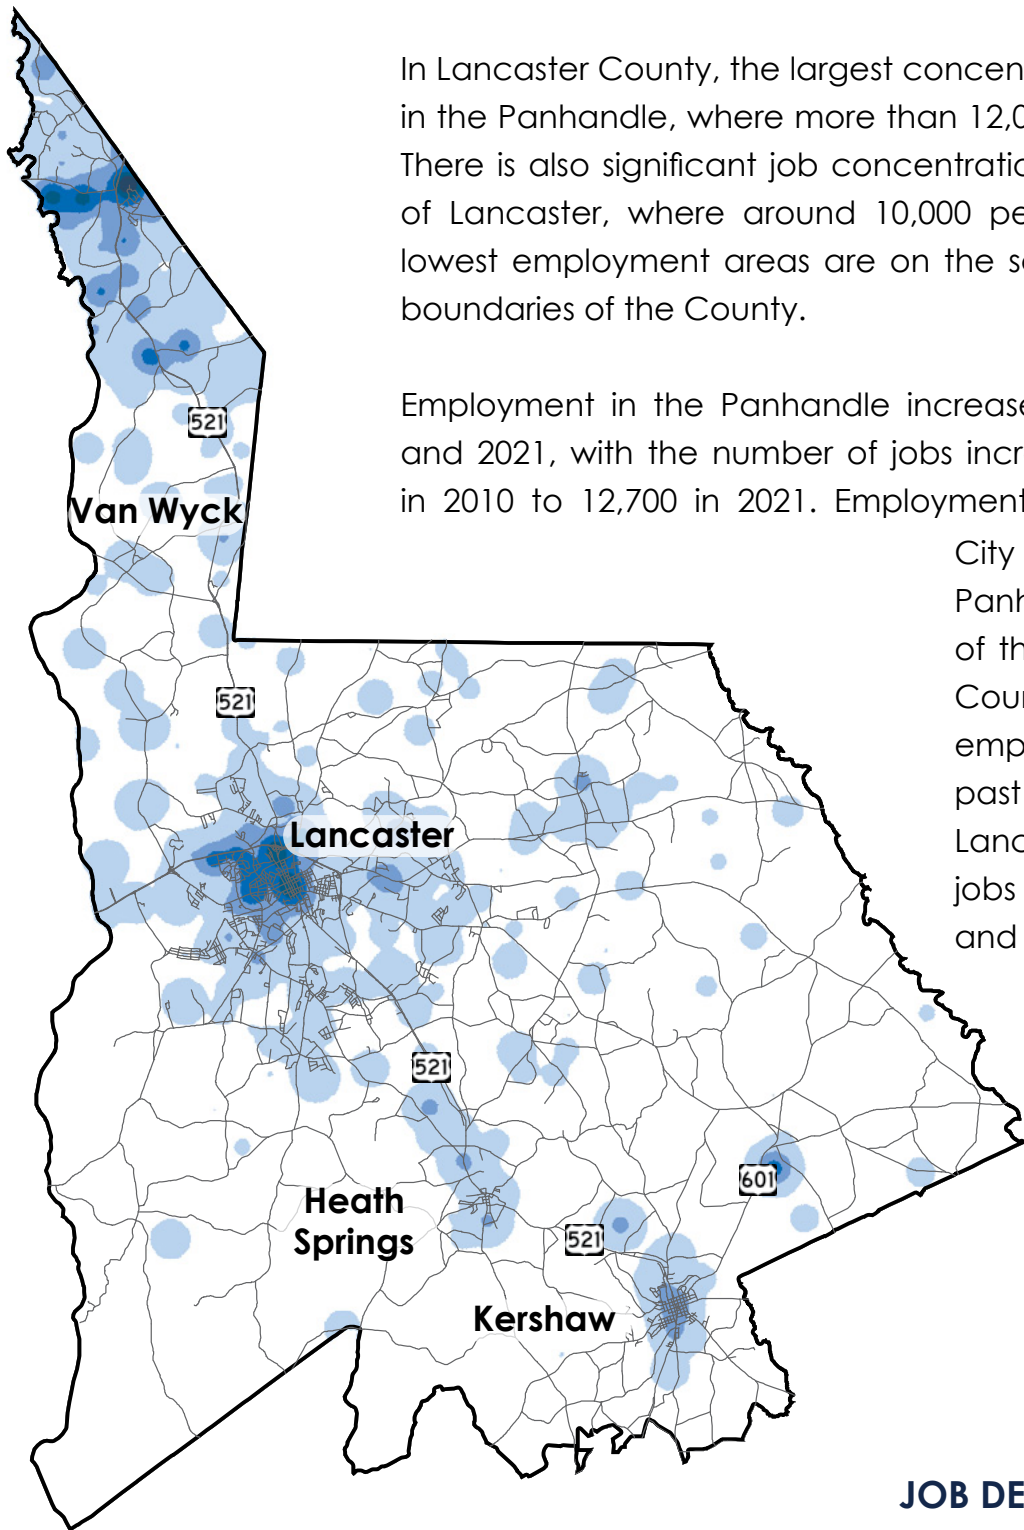 In Lancaster County, the largest concen
in the Panhandle, where more than 12,0
There is also significant job concentratio
of Lancaster, where around 10,000 pe
lowest employment areas are on the s
boundaries of the County.
Employment in the Panhandle increase
and 2021, with the number of jobs incr
in 2010 to 12,700 in 2021. Employment
City
Panh
of th
Coun
emp
past
Lanc
jobs
and
521
Van Wyck
521
Lancaster
521
601
Heath
Springs
521
Kershaw
JOB DE